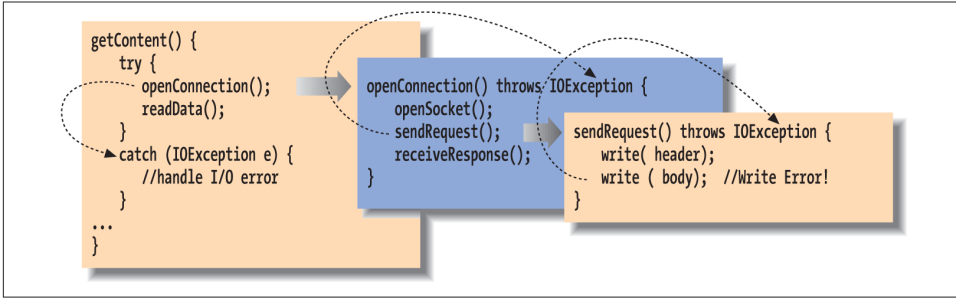 getContent() {
try {
openConnection();
readData();
}
catch (IOException e) {
//handle I/O error
}
...
}
openConnection() throws IOException {
openSocket();
sendRequest();
receiveResponse();
}
sendRequest() throws IOException {
write( header);
write ( body); //Write Error!
}